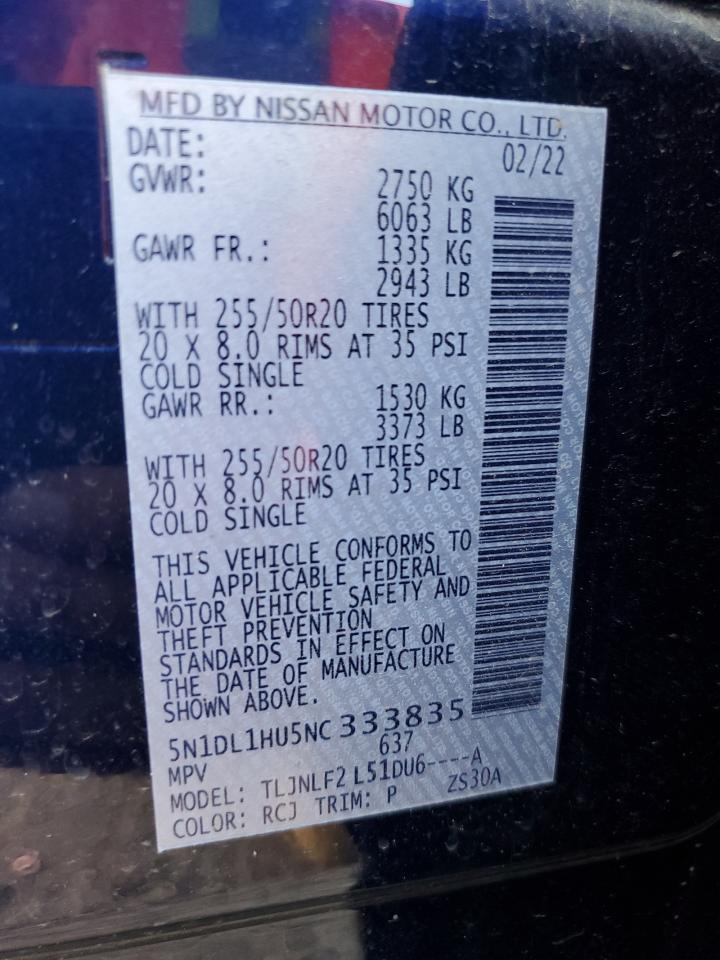 MFD BY NISSAN MOTOR CO., LTD.
DATE: 02/22
GVWR: 2750 KG
6063 LB
GAWR FR.: 1335 KG
2943 LB
WITH 255/50R20 TIRES
20 X 8.0 RIMS AT 35 PSI
COLD SINGLE
GAWR RR.: 1530 KG
3373 LB
WITH 255/50R20 TIRES
20 X 8.0 RIMS AT 35 PSI
COLD SINGLE
THIS VEHICLE CONFORMS TO
ALL APPLICABLE FEDERAL
MOTOR VEHICLE SAFETY AND
THEFT PREVENTION
STANDARDS IN EFFECT ON
THE DATE OF MANUFACTURE
SHOWN ABOVE.
5N1DL1HU5NC 333835
MPV 637
MODEL: TLJNLF2 L51DU6----A
COLOR: RCJ TRIM: P ZS30A